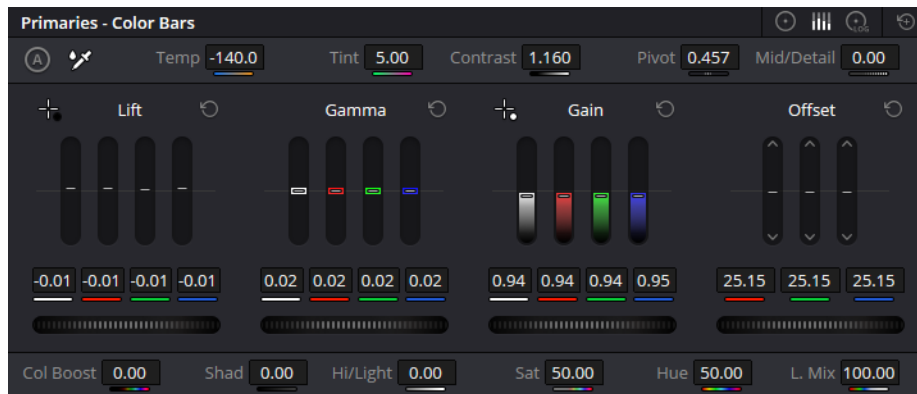 Primaries - Color Bars
LOG
A Temp -140.0 Tint 5.00 Contrast 1.160 Pivot 0.457 Mid/Detail 0.00
Lift Gamma Gain Offset
-0.01 -0.01 -0.01 -0.01 0.02 0.02 0.02 0.02 0.94 0.94 0.94 0.95 25.15 25.15 25.15
Col Boost 0.00 Shad 0.00 Hi/Light 0.00 Sat 50.00 Hue 50.00 L. Mix 100.00